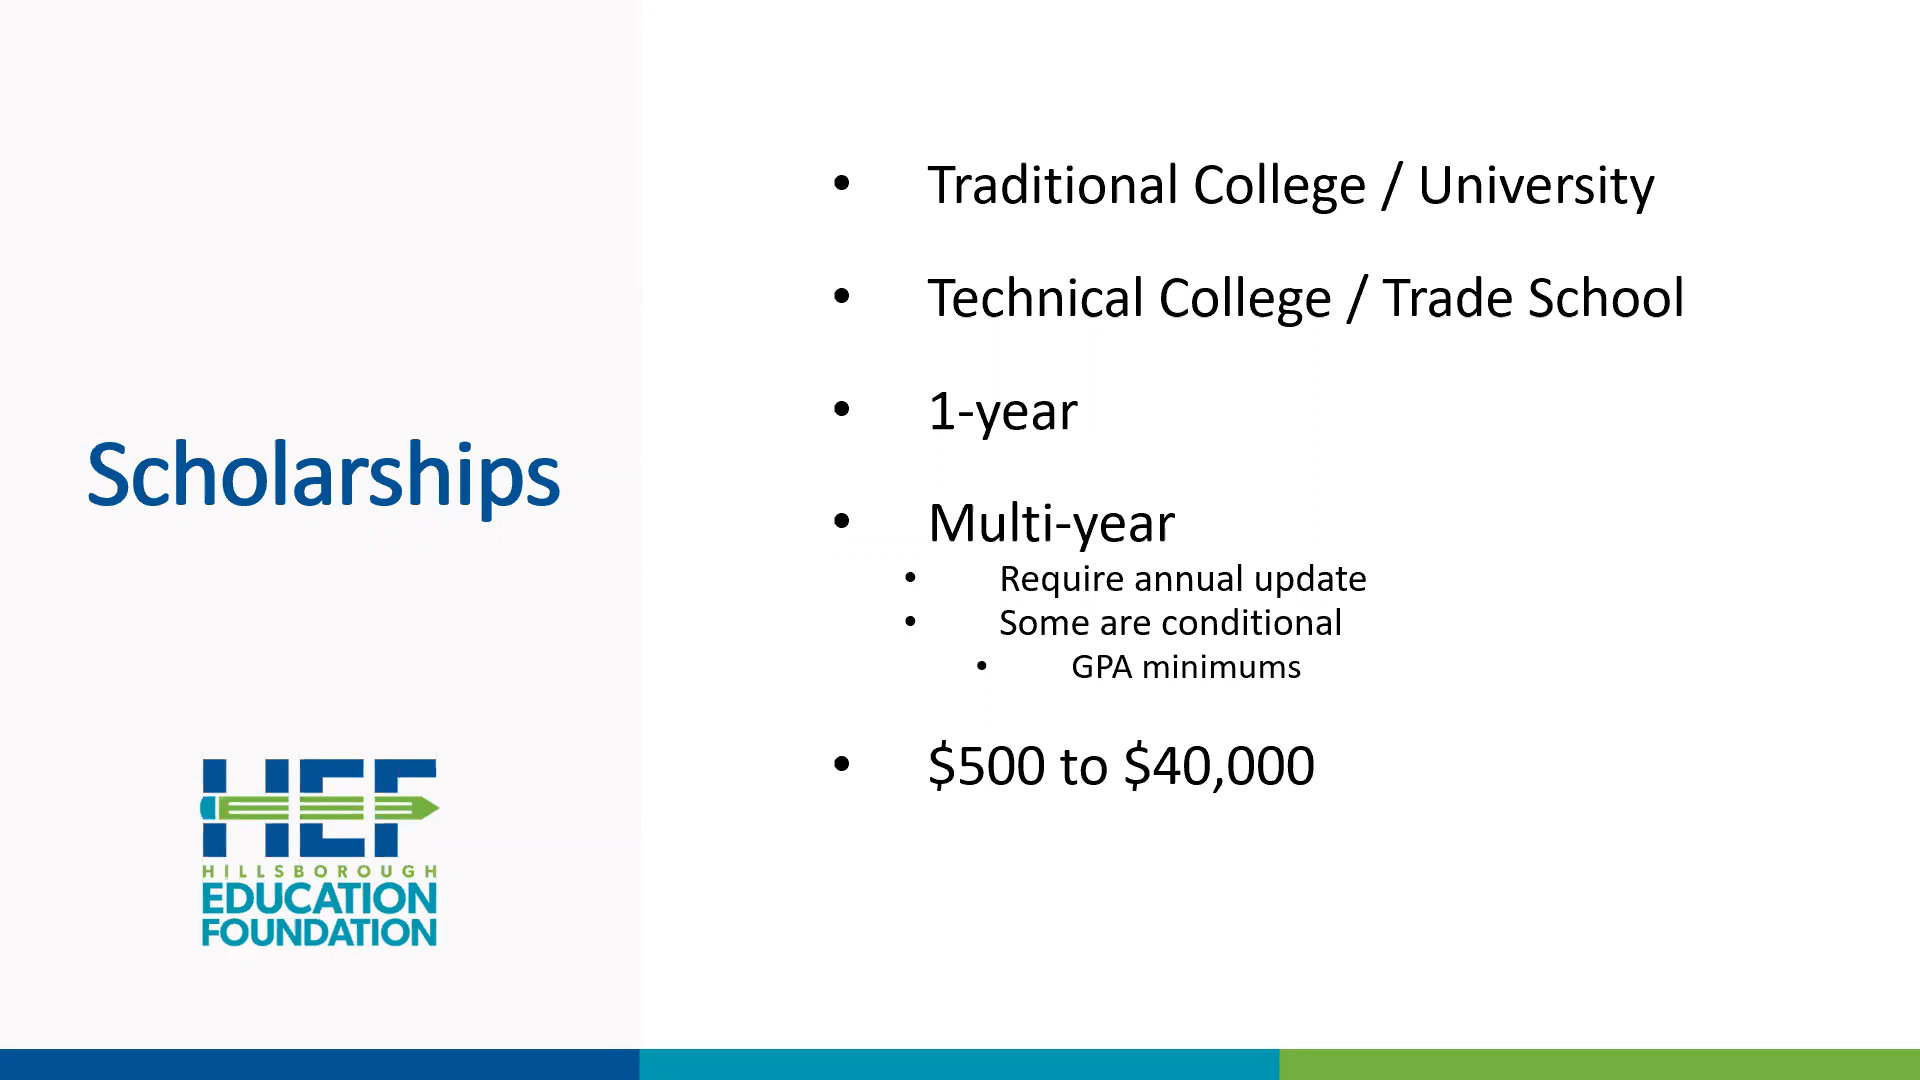 Scholarships
HEF
HILLSBOROUGH
EDUCATION
FOUNDATION
• Traditional College / University
• Technical College / Trade School
• 1-year
• Multi-year
• Require annual update
• Some are conditional
• GPA minimums
• $500 to $40,000